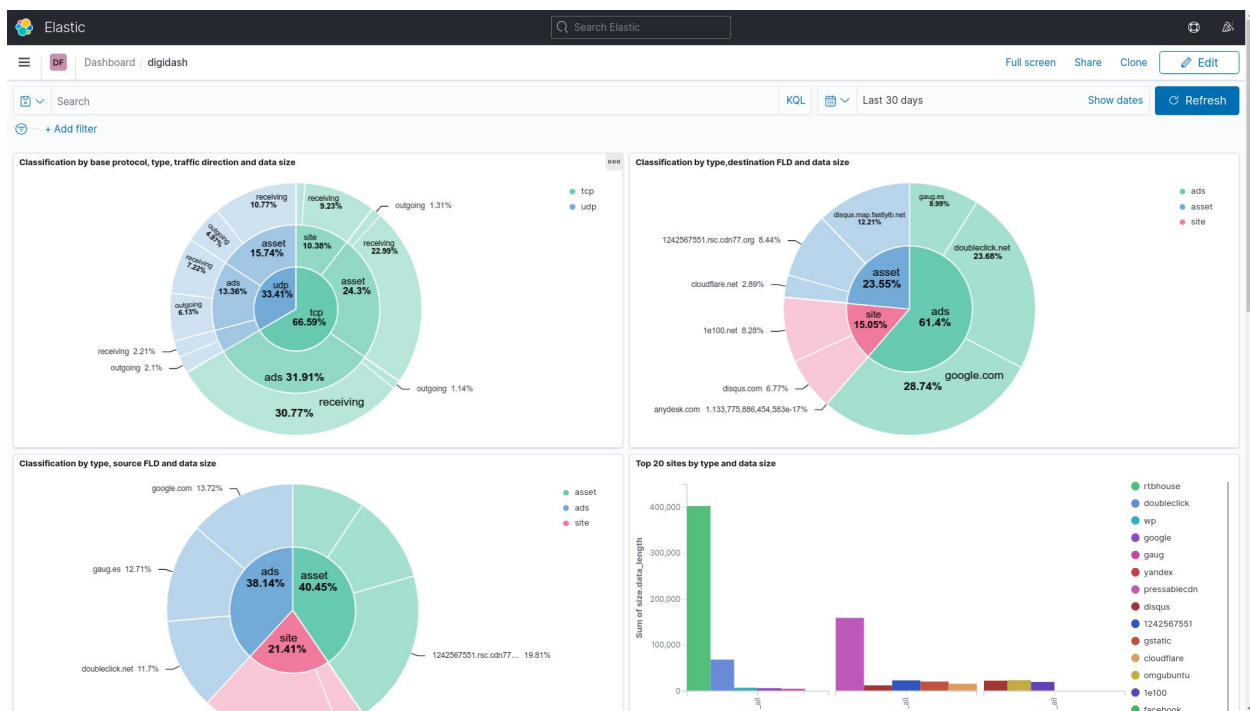 Elastic
Search Elastic
DF
Dashboard / digidash
Full screen
Share
Clone
Edit
Search
KQL
Last 30 days
Show dates
Refresh
+ Add filter
Classification by base protocol, type, traffic direction and data size
tcp
udp
receiving
10.77%
receiving
9.23%
outgoing 1.31%
outgoing
4.97%
asset
15.74%
site
10.38%
receiving
22.99%
receiving
7.22%
ads
13.36%
udp
33.41%
asset
24.3%
outgoing
6.13%
tcp
66.59%
receiving 2.21%
outgoing 2.1%
ads 31.91%
outgoing 1.14%
receiving
30.77%
Classification by type,destination FLD and data size
ads
asset
site
gaug.es
8.99%
disqus.map.fastlylb.net
12.21%
1242567551.rsc.cdn77.org 8.44%
doubleclick.net
23.68%
asset
23.55%
cloudflare.net 2.89%
site
15.05%
ads
61.4%
1e100.net 8.28%
google.com
28.74%
disqus.com 6.77%
anydesk.com 1.133,775,886,454,583e-17%
Classification by type, source FLD and data size
asset
ads
site
google.com 13.72%
gaug.es 12.71%
ads
38.14%
asset
40.45%
site
21.41%
1242567551.rsc.cdn77... 19.81%
doubleclick.net 11.7%
Top 20 sites by type and data size
400,000
300,000
200,000
100,000
0
Sum of size.data_length
_all
_all
_all
rtbhouse
doubleclick
wp
google
gaug
yandex
pressablecdn
disqus
1242567551
gstatic
cloudflare
omgubuntu
1e100
facebook